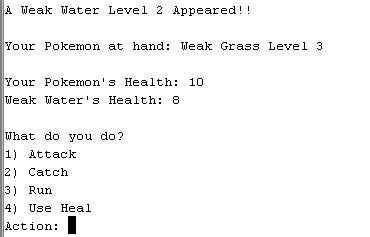 A Weak Water Level 2 Appeared!!
Your Pokemon at hand: Weak Grass Level 3
Your Pokemon's Health: 10
Weak Water's Health: 8
What do you do?
1) Attack
2) Catch
3) Run
4) Use Heal
Action: